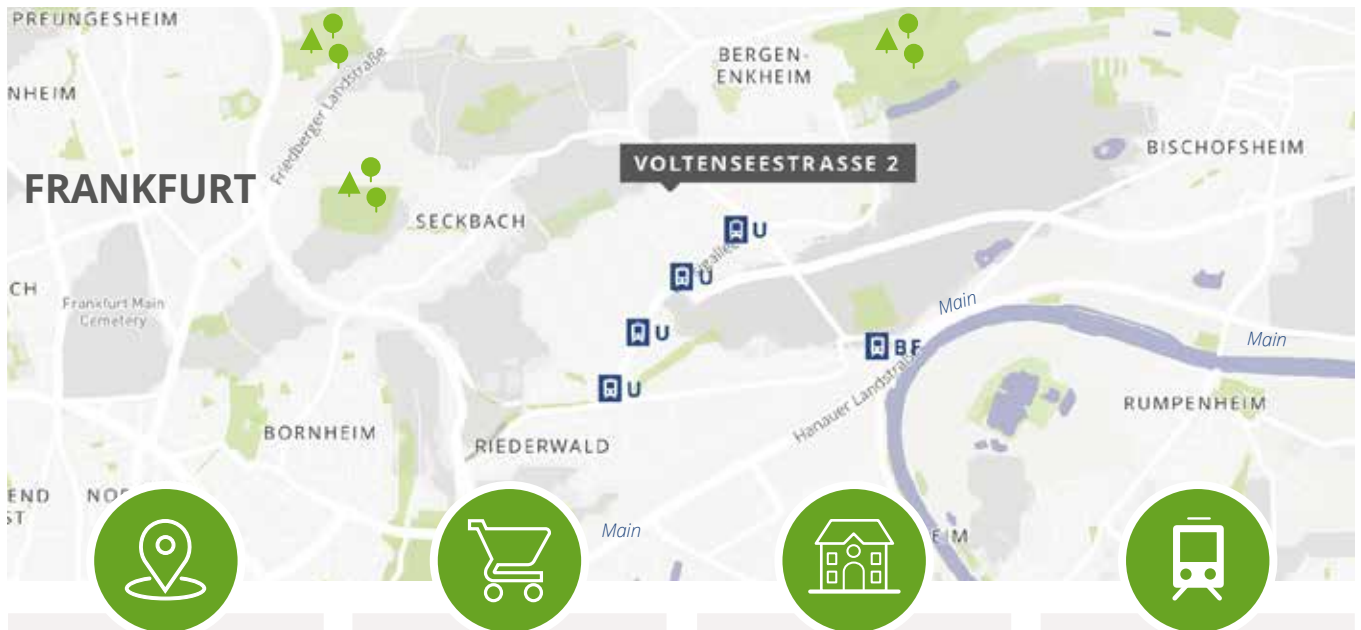 PREUNGESHEIM
BERGEN-
ENKHEIM
NHEIM
Friedberger Landstraße
BISCHOFSHEIM
VOLTENSEESTRASSE 2
FRANKFURT
SECKBACH
U
U
CH
Frankfurt Main
Cemetery
Main
U
BF
Main
Hanauer Landstraße
U
RUMPENHEIM
BORNHEIM
RIEDERWALD
END
ST
NOR
Main
EIM